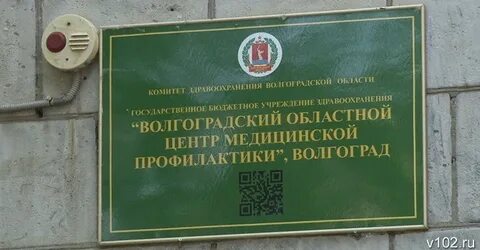 КОМИТЕТ ЗДРАВООХРАНЕНИЯ ВОЛГОГРАДСКОЙ ОБЛАСТИ
ГОСУДАРСТВЕННОЕ БЮДЖЕТНОЕ УЧРЕЖДЕНИЕ ЗДРАВООХРАНЕНИЯ
"ВОЛГОГРАДСКИЙ ОБЛАСТНОЙ
ЦЕНТР МЕДИЦИНСКОЙ
ПРОФИЛАКТИКИ", ВОЛГОГРАД
v102.ru